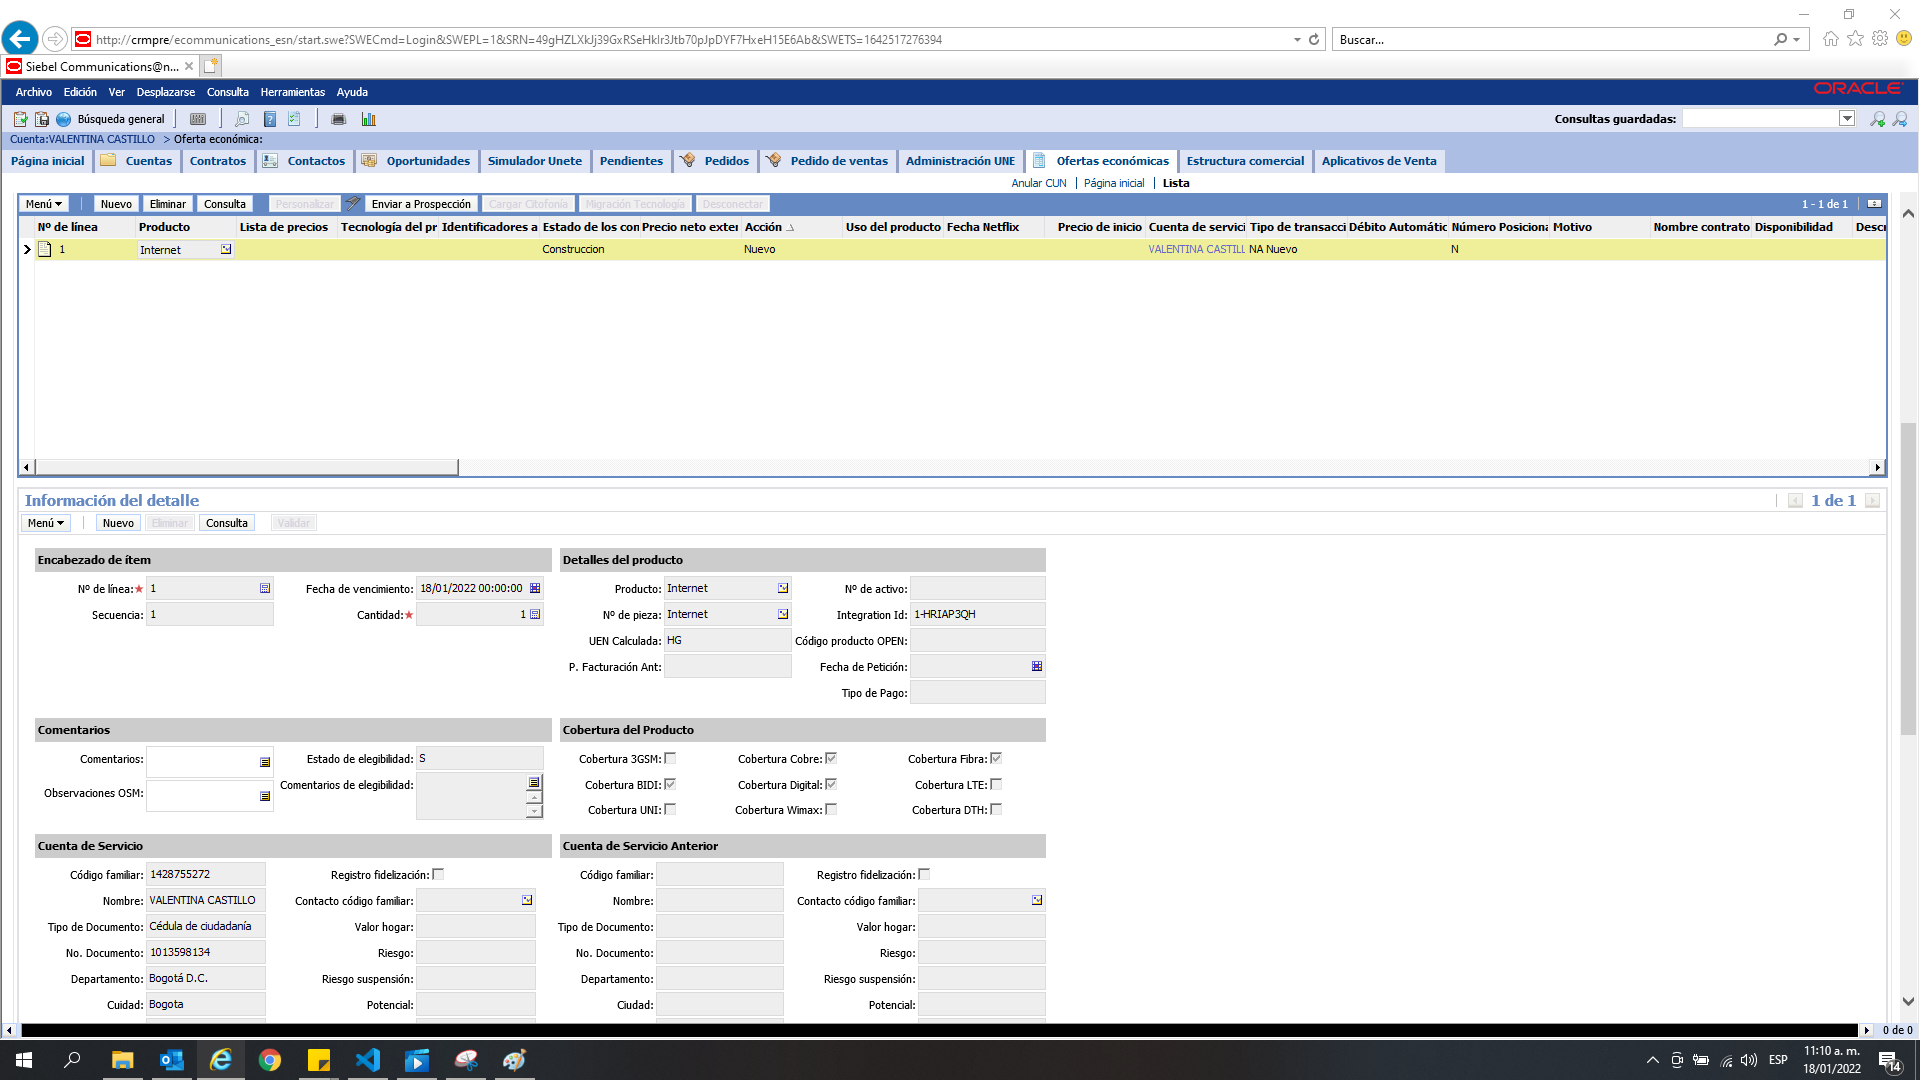 http://crmpre/ecommunications_esn/start.swe?SWECmd=Login&SWEPL=1&SRN=49gHZLXkJj39GxRSeHkIr3Jtb70pJpDYF7HxeH15E6Ab&SWETS=1642517276394
Buscar...
Siebel Communications@n...
Archivo Edición Ver Desplazarse Consulta Herramientas Ayuda
ORACLE
Búsqueda general
Consultas guardadas:
Cuenta:VALENTINA CASTILLO > Oferta económica:
Página inicial Cuentas Contratos Contactos Oportunidades Simulador Unete Pendientes Pedidos Pedido de ventas Administración UNE Ofertas económicas Estructura comercial Aplicativos de Venta
Anular CUN | Página inicial | Lista
Menú Nuevo Eliminar Consulta Personalizar Enviar a Prospección Cargar Citofonía Migración Tecnología Desconectar 1 - 1 de 1
Nº de línea Producto Lista de precios Tecnología del pr Identificadores a Estado de los con Precio neto exter Acción Uso del producto Fecha Netflix Precio de inicio Cuenta de servici Tipo de transacci Débito Automátic Número Posiciona Motivo Nombre contrato Disponibilidad Descr
1 Internet Construccion Nuevo VALENTINA CASTILL NA Nuevo N
Información del detalle 1 de 1
Menú Nuevo Eliminar Consulta Validar
Encabezado de ítem Detalles del producto
Nº de línea:★ 1 Fecha de vencimiento: 18/01/2022 00:00:00 Producto: Internet Nº de activo:
Secuencia: 1 Cantidad:★ 1 Nº de pieza: Internet Integration Id: 1-HRIAP3QH
UEN Calculada: HG Código producto OPEN:
P. Facturación Ant: Fecha de Petición:
Tipo de Pago:
Comentarios Cobertura del Producto
Comentarios: Estado de elegibilidad: S Cobertura 3GSM: Cobertura Cobre: Cobertura Fibra:
Observaciones OSM: Comentarios de elegibilidad: Cobertura BIDI: Cobertura Digital: Cobertura LTE:
Cobertura UNI: Cobertura Wimax: Cobertura DTH:
Cuenta de Servicio Cuenta de Servicio Anterior
Código familiar: 1428755272 Registro fidelización: Código familiar: Registro fidelización:
Nombre: VALENTINA CASTILLO Contacto código familiar: Nombre: Contacto código familiar:
Tipo de Documento: Cédula de ciudadanía Valor hogar: Tipo de Documento: Valor hogar:
No. Documento: 1013598134 Riesgo: No. Documento: Riesgo:
Departamento: Bogotá D.C. Riesgo suspensión: Departamento: Riesgo suspensión:
Cuidad: Bogota Potencial: Ciudad: Potencial:
0 de 0
ESP 11:10 a. m.
18/01/2022
14